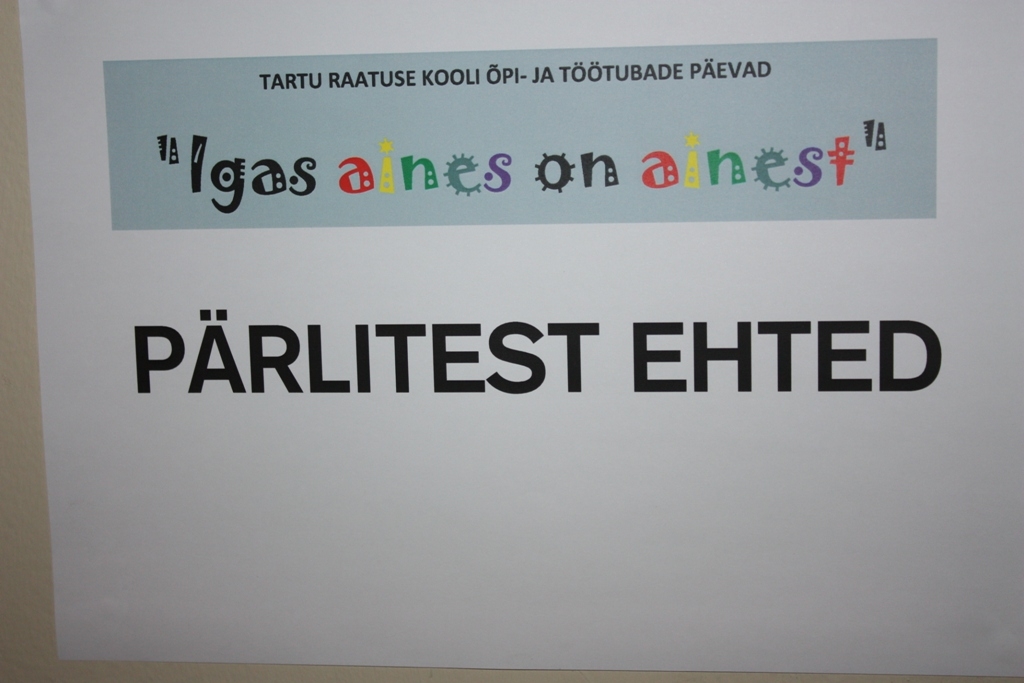 TARTU RAATUSE KOOLI ÕPI- JA TÖÖTUBADE PÄEVAD
"Igas aines on ainest"
PÄRLITEST EHTED